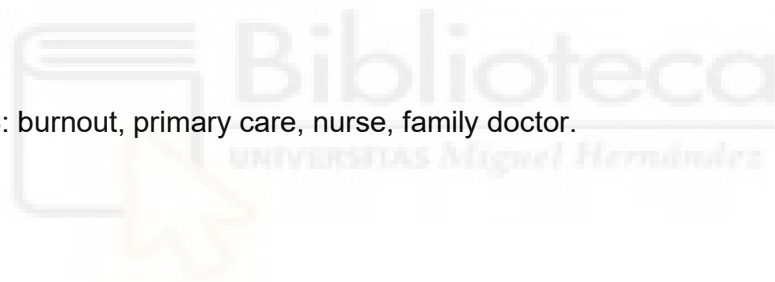 Biblioteca
: burnout, primary care, nurse, family doctor.
UNIVERSITAS Miguel Hernández